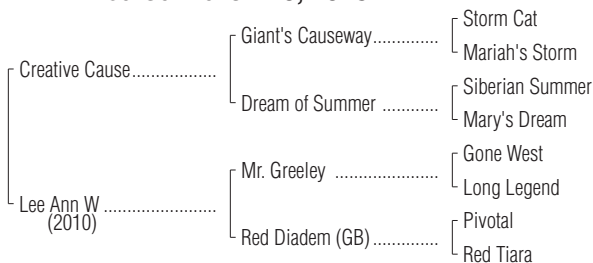 Storm Cat
Giant's Causeway..............
Mariah's Storm
Creative Cause..................
Siberian Summer
Dream of Summer ............
Mary's Dream
Gone West
Mr. Greeley .....................
Long Legend
Lee Ann W ........................
(2010)
Pivotal
Red Diadem (GB)..............
Red Tiara